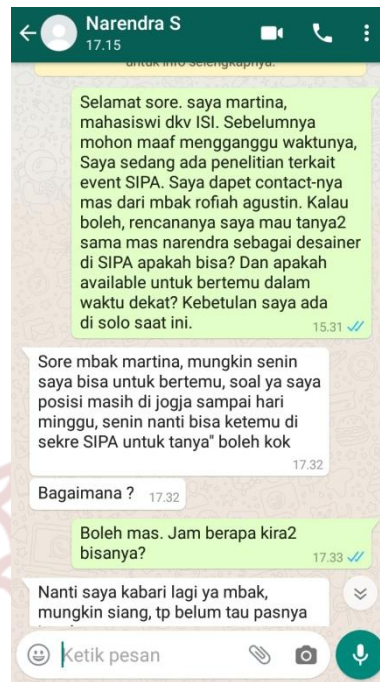 Narendra S
17.15
untuk info selengkapnya.
Selamat sore. saya martina,
mahasiswi dkv ISI. Sebelumnya
mohon maaf mengganggu waktunya,
Saya sedang ada penelitian terkait
event SIPA. Saya dapet contact-nya
mas dari mbak rofiah agustin. Kalau
boleh, rencananya saya mau tanya2
sama mas narendra sebagai desainer
di SIPA apakah bisa? Dan apakah
available untuk bertemu dalam
waktu dekat? Kebetulan saya ada
di solo saat ini.
15.31
Sore mbak martina, mungkin senin
saya bisa untuk bertemu, soal ya saya
posisi masih di jogja sampai hari
minggu, senin nanti bisa ketemu di
sekre SIPA untuk tanya" boleh kok
17.32
Bagaimana ? 17.32
Boleh mas. Jam berapa kira2
bisanya?
17.33
Nanti saya kabari lagi ya mbak,
mungkin siang, tp belum tau pasnya
Ketik pesan